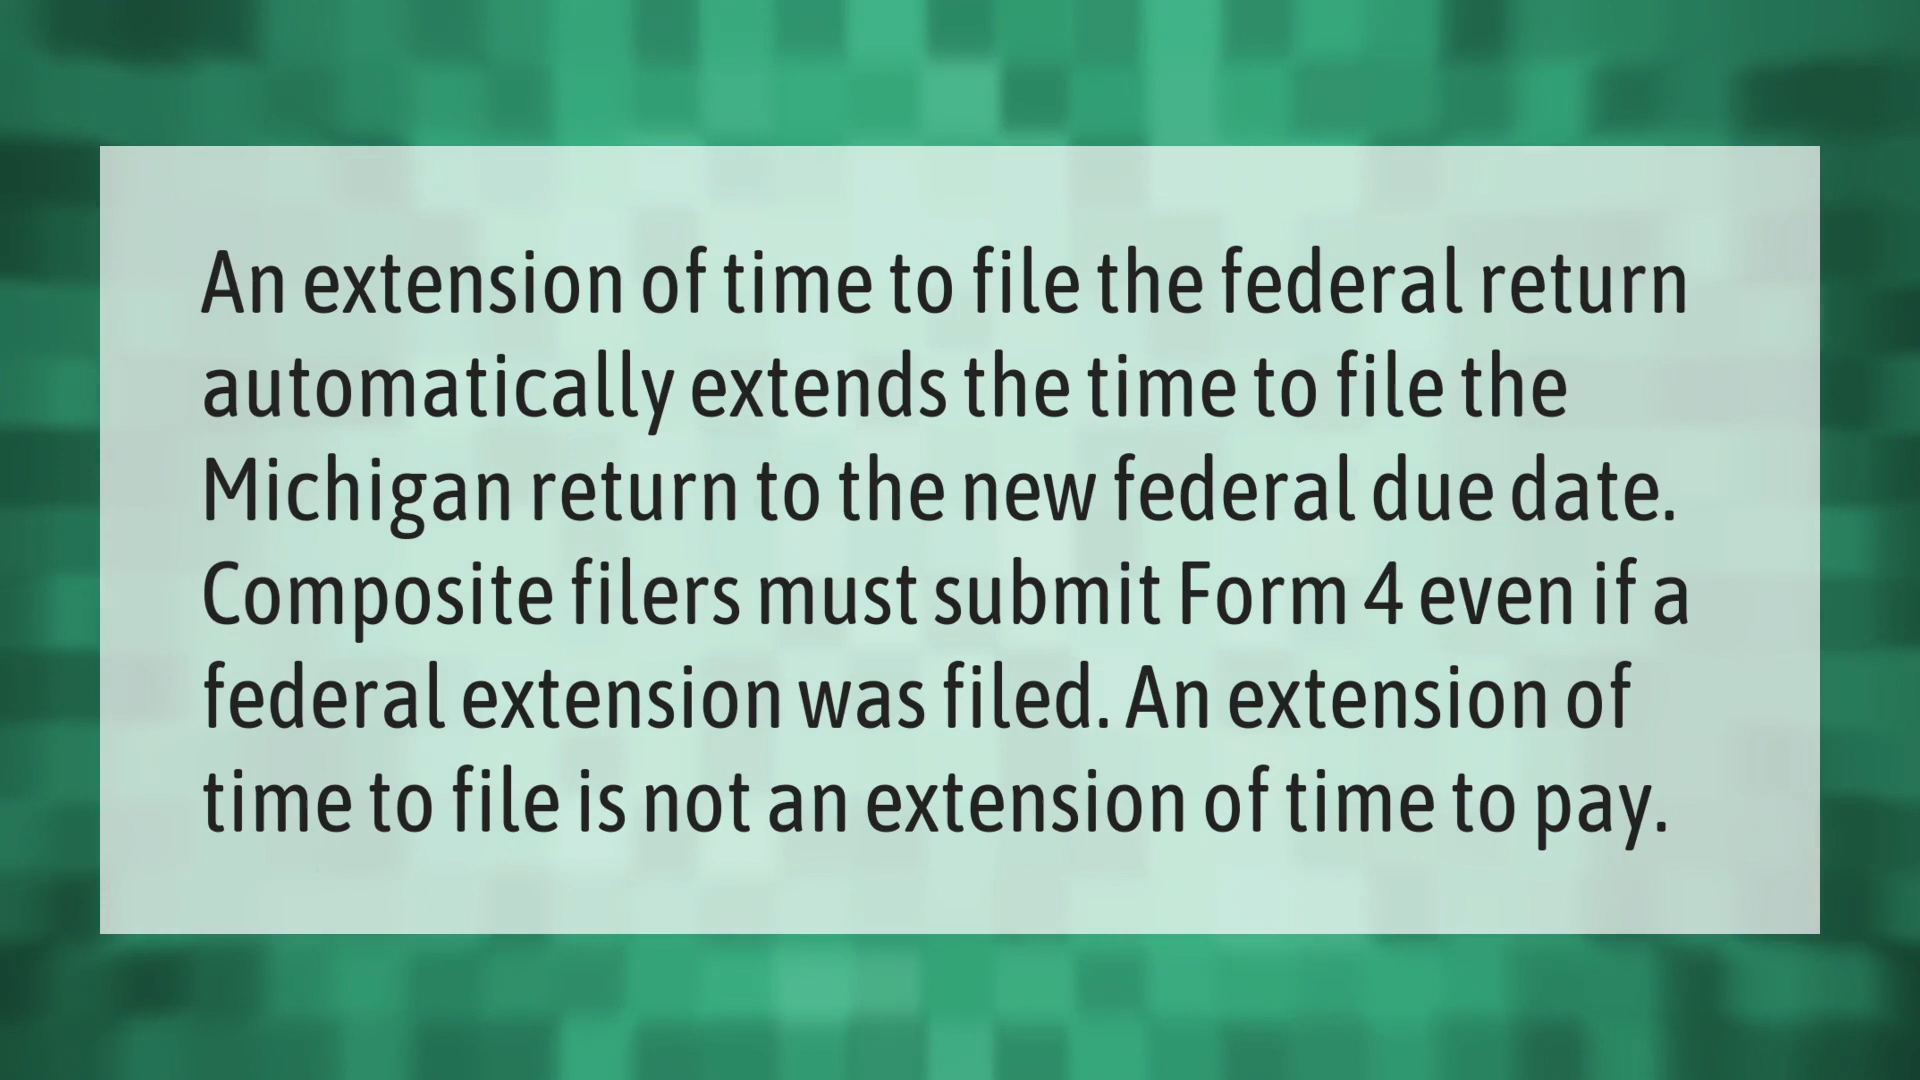 An extension of time to file the federal return
automatically extends the time to file the
Michigan return to the new federal due date.
Composite filers must submit Form 4 even if a
federal extension was filed. An extension of
time to file is not an extension of time to pay.